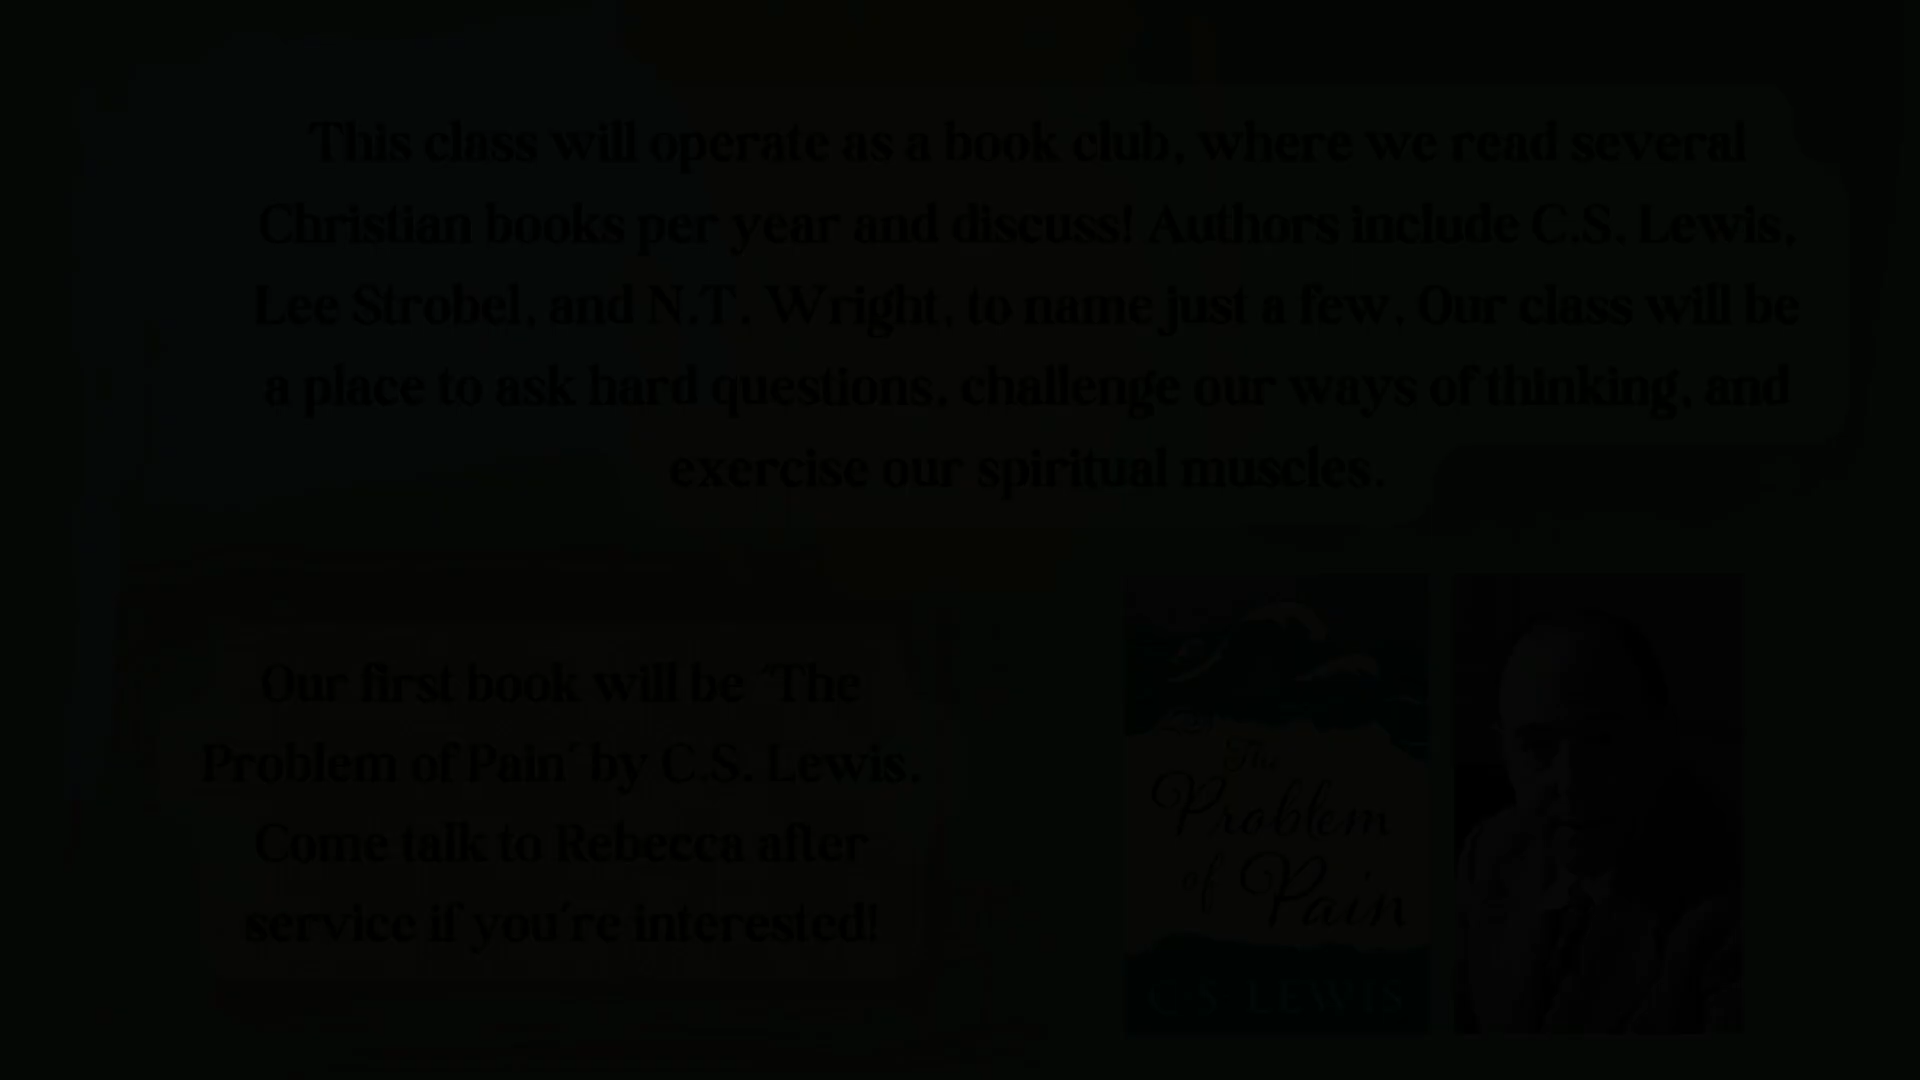 This class will operate as a book club, where we read several
Christian books per year and discuss! Authors include C.S. Lewis,
Lee Strobel, and N.T. Wright, to name just a few. Our class will be
a place to ask hard questions, challenge our ways of thinking, and
exercise our spiritual muscles.
Our first book will be "The
Problem of Pain" by C.S. Lewis.
Come talk to Rebecca after
service if you're interested!
The
Problem
of Pain
C·S·LEWIS